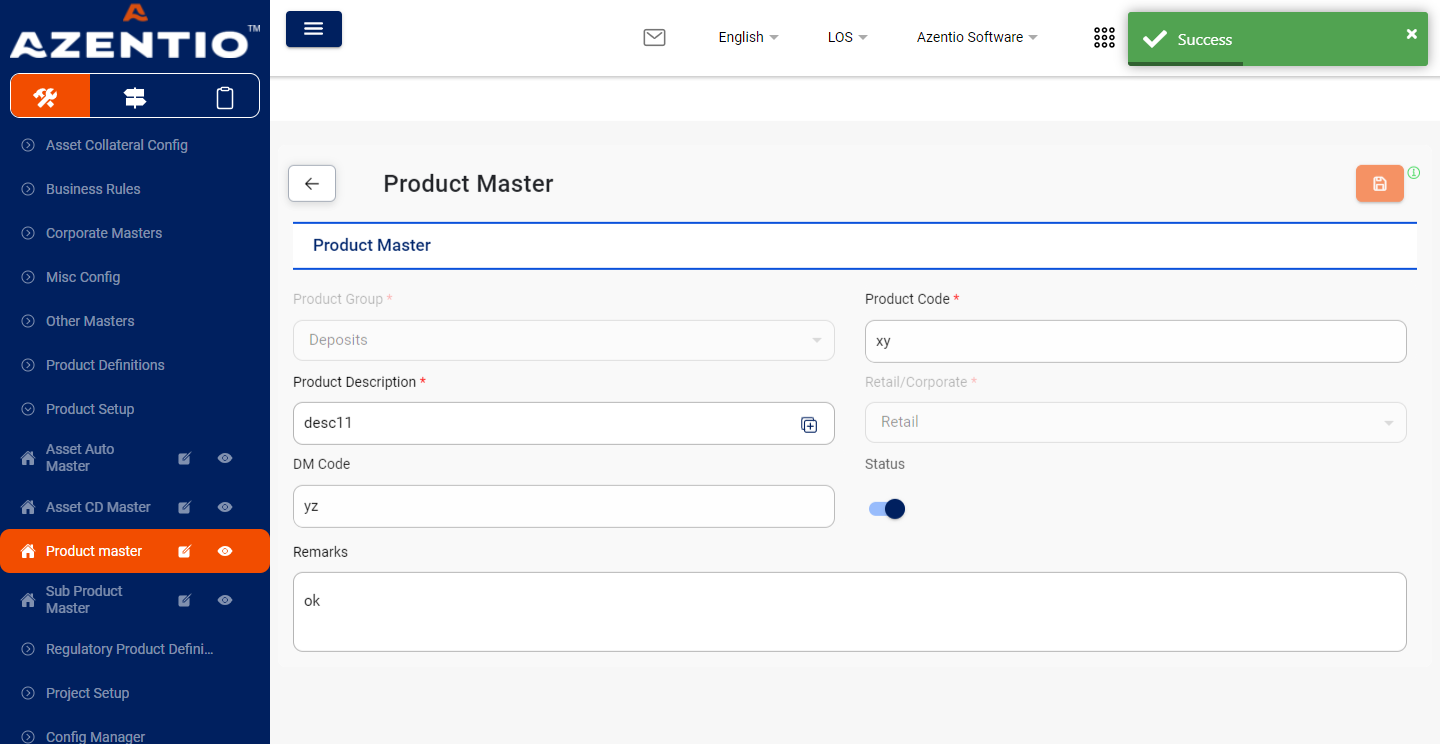 AZENTIO™
English
LOS
Azentio Software
Success
Asset Collateral Config
Business Rules
Corporate Masters
Misc Config
Other Masters
Product Definitions
Product Setup
Asset Auto
Master
Asset CD Master
Product master
Sub Product
Master
Regulatory Product Defini...
Project Setup
Config Manager
Product Master
Product Master
Product Group *
Deposits
Product Code *
xy
Product Description *
desc11
Retail/Corporate *
Retail
DM Code
yz
Status
Remarks
ok